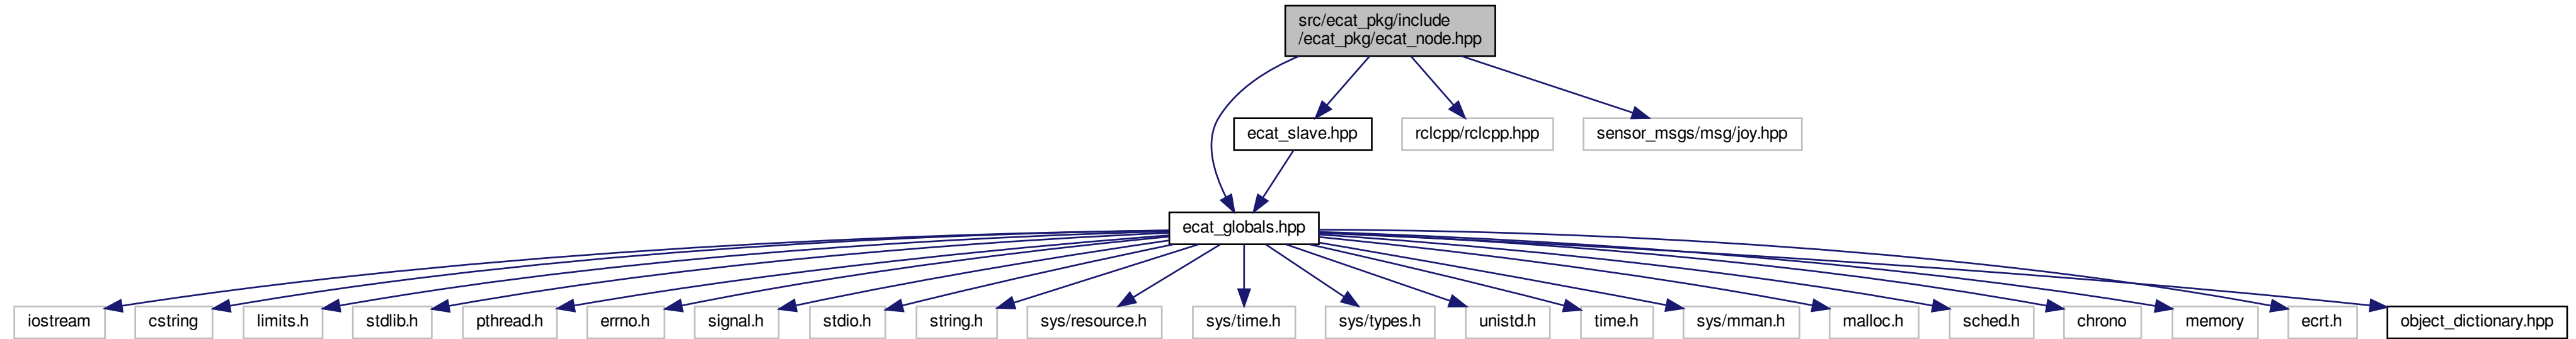 src/ecat_pkg/include
/ecat_pkg/ecat_node.hpp
ecat_slave.hpp
rclcpp/rclcpp.hpp
sensor_msgs/msg/joy.hpp
ecat_globals.hpp
iostream
cstring
limits.h
stdlib.h
pthread.h
errno.h
signal.h
stdio.h
string.h
sys/resource.h
sys/time.h
sys/types.h
unistd.h
time.h
sys/mman.h
malloc.h
sched.h
chrono
memory
ecrt.h
object_dictionary.hpp